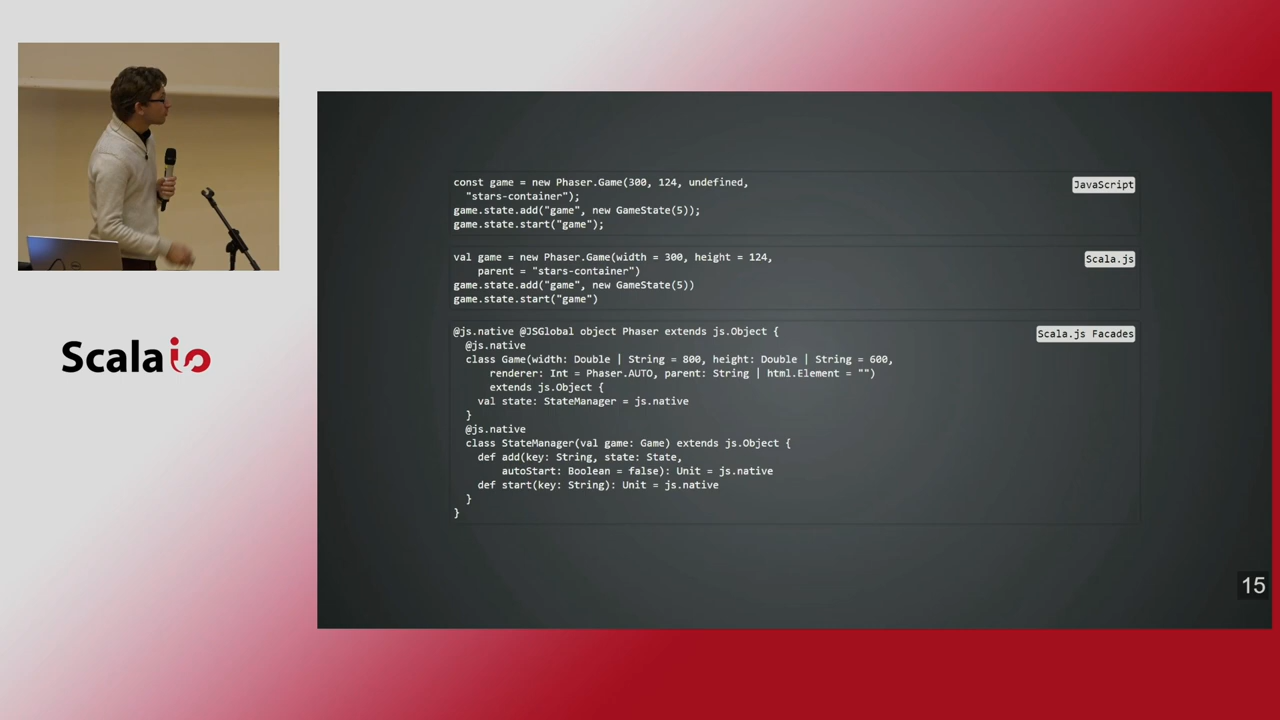 const game = new Phaser.Game(300, 124, undefined,
"stars-container");
game.state.add("game", new GameState(5));
game.state.start("game");
JavaScript
val game = new Phaser.Game(width = 300, height = 124,
parent = "stars-container")
game.state.add("game", new GameState(5))
game.state.start("game")
Scala.js
@js.native @JSGlobal object Phaser extends js.Object {
@js.native
class Game(width: Double | String = 800, height: Double | String = 600,
renderer: Int = Phaser.AUTO, parent: String | html.Element = "")
extends js.Object {
val state: StateManager = js.native
}
@js.native
class StateManager(val game: Game) extends js.Object {
def add(key: String, state: State,
autoStart: Boolean = false): Unit = js.native
def start(key: String): Unit = js.native
}
}
Scala.js Facades
Scala io
15